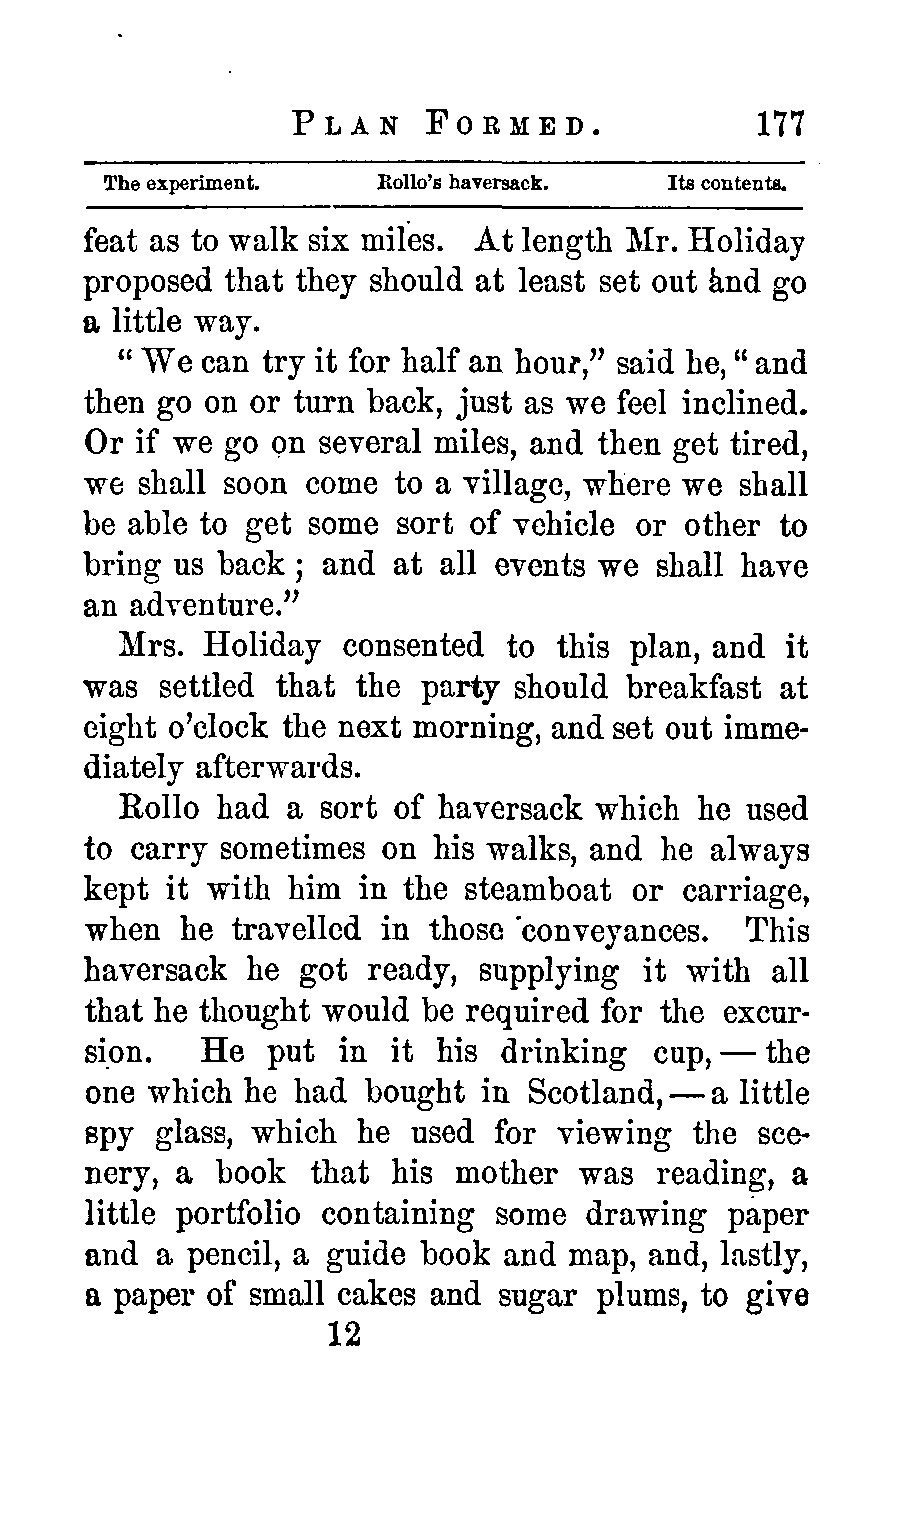 PLAN FORMED. 177
The experiment. Rollo's haversack. Its contents.
feat as to walk six miles. At length Mr. Holiday
proposed that they should at least set out and go
a little way.
"We can try it for half an hour," said he, "and
then go on or turn back, just as we feel inclined.
Or if we go on several miles, and then get tired,
we shall soon come to a village, where we shall
be able to get some sort of vehicle or other to
bring us back; and at all events we shall have
an adventure."
Mrs. Holiday consented to this plan, and it
was settled that the party should breakfast at
eight o'clock the next morning, and set out imme-
diately afterwards.
Rollo had a sort of haversack which he used
to carry sometimes on his walks, and he always
kept it with him in the steamboat or carriage,
when he travelled in those conveyances. This
haversack he got ready, supplying it with all
that he thought would be required for the excur-
sion. He put in it his drinking cup, — the
one which he had bought in Scotland, — a little
spy glass, which he used for viewing the sce-
nery, a book that his mother was reading, a
little portfolio containing some drawing paper
and a pencil, a guide book and map, and, lastly,
a paper of small cakes and sugar plums, to give
12